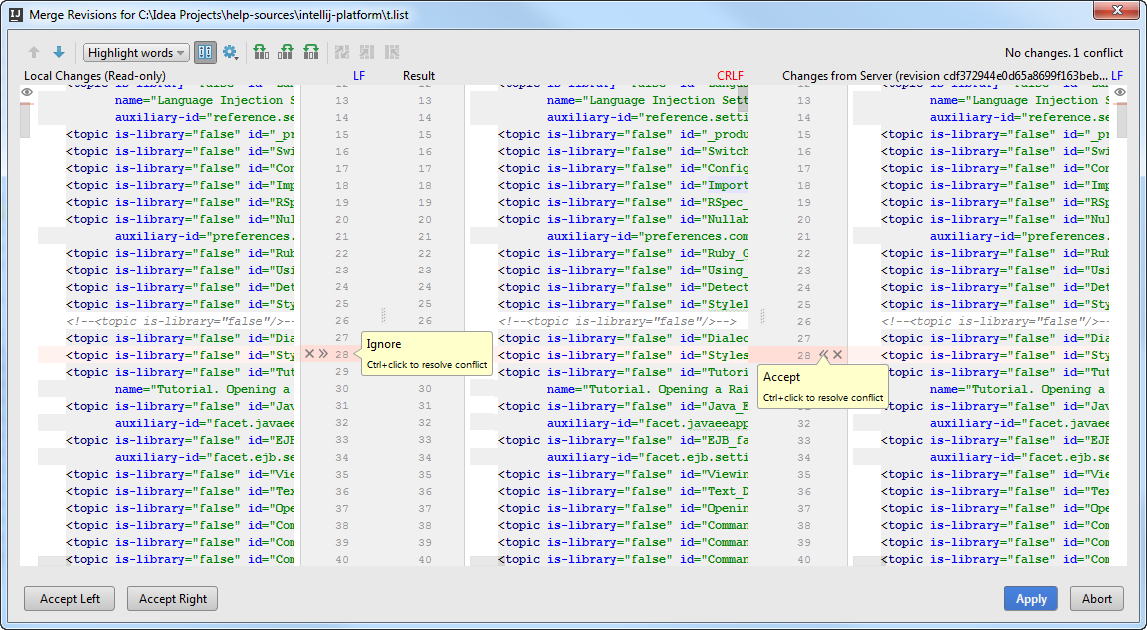 Merge Revisions for C:\Idea Projects\help-sources\intellij-platform\t.list
Highlight words
No changes. 1 conflict
Local Changes (Read-only) LF Result CRLF Changes from Server (revision cdf372944e0d65a8699f163beb... LF
name="Language Injection S 13 13 name="Language Injection Sett 13 name="Language Injection S
auxiliary-id="reference.se 14 14 auxiliary-id="reference.setti 14 auxiliary-id="reference.se
<topic is-library="false" id="_pr 15 15 <topic is-library="false" id="_produ 15 <topic is-library="false" id="_pr
<topic is-library="false" id="Swi 16 16 <topic is-library="false" id="Switch 16 <topic is-library="false" id="Swi
<topic is-library="false" id="Con 17 17 <topic is-library="false" id="Config 17 <topic is-library="false" id="Con
<topic is-library="false" id="Imp 18 18 <topic is-library="false" id="Import 18 <topic is-library="false" id="Imp
<topic is-library="false" id="RSp 19 19 <topic is-library="false" id="RSpec_ 19 <topic is-library="false" id="RSp
<topic is-library="false" id="Nul 20 20 <topic is-library="false" id="Nullab 20 <topic is-library="false" id="Nul
auxiliary-id="preferences. 21 21 auxiliary-id="preferences.com 21 auxiliary-id="preferences.
<topic is-library="false" id="Rub 22 22 <topic is-library="false" id="Ruby_G 22 <topic is-library="false" id="Rub
<topic is-library="false" id="Usi 23 23 <topic is-library="false" id="Using_ 23 <topic is-library="false" id="Usi
<topic is-library="false" id="Det 24 24 <topic is-library="false" id="Detect 24 <topic is-library="false" id="Det
<topic is-library="false" id="Sty 25 25 <topic is-library="false" id="Stylel 25 <topic is-library="false" id="Sty
<!--<topic is-library="false"/>-- 26 26 <!--<topic is-library="false"/>--> 26 <!--<topic is-library="false"/>--
<topic is-library="false" id="Dia 27 <topic is-library="false" id="Dialec 27 <topic is-library="false" id="Dia
Ignore
<topic is-library="false" id="Sty 28 <topic is-library="false" id="Styles 28 <topic is-library="false" id="Sty
Ctrl+click to resolve conflict
<topic is-library="false" id="Tut 29 <topic is-library="false" id="Tutori is-library="false" id="Tut
Accept
name="Tutorial. Opening a 30 30 name="Tutorial. Opening a Rai name="Tutorial. Opening a
Ctrl+click to resolve conflict
<topic is-library="false" id="Jav 31 31 <topic is-library="false" id="Java_E is-library="false" id="Jav
auxiliary-id="facet.javaee 32 32 auxiliary-id="facet.javaeeapp 32 auxiliary-id="facet.javaee
<topic is-library="false" id="EJB 33 33 <topic is-library="false" id="EJB_fa 33 <topic is-library="false" id="EJB
auxiliary-id="facet.ejb.se 34 34 auxiliary-id="facet.ejb.setti 34 auxiliary-id="facet.ejb.se
<topic is-library="false" id="Vie 35 35 <topic is-library="false" id="Viewin 35 <topic is-library="false" id="Vie
<topic is-library="false" id="Tex 36 36 <topic is-library="false" id="Text_D 36 <topic is-library="false" id="Tex
<topic is-library="false" id="Ope 37 37 <topic is-library="false" id="Openin 37 <topic is-library="false" id="Ope
<topic is-library="false" id="Com 38 38 <topic is-library="false" id="Comman 38 <topic is-library="false" id="Com
<topic is-library="false" id="Com 39 39 <topic is-library="false" id="Comman 39 <topic is-library="false" id="Com
<topic is-library="false" id="Com 40 40 <topic is-library="false" id="Comman 40 <topic is-library="false" id="Com
Accept Left Accept Right Apply Abort